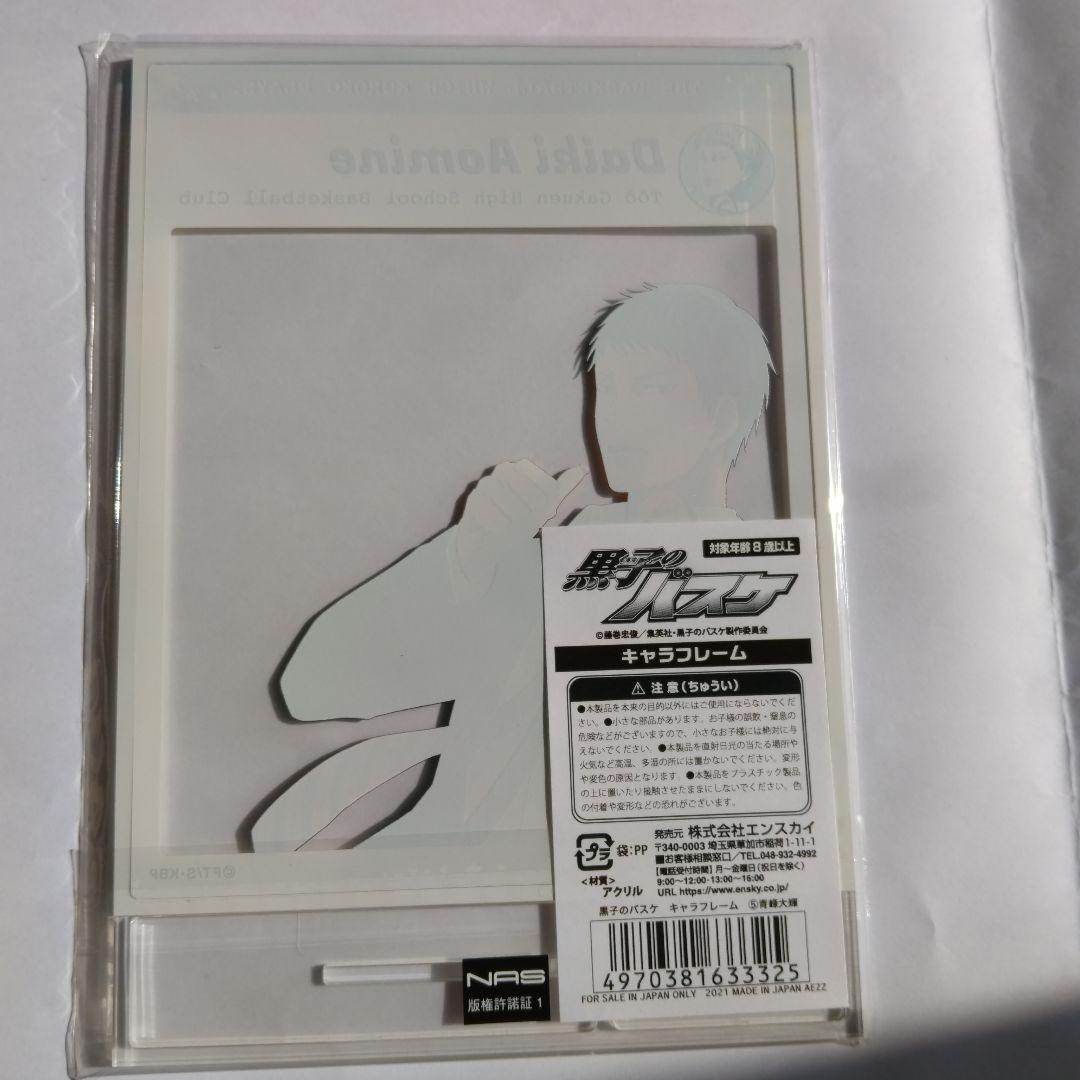 THE BASKETBALL WHICH KUROKO PLAYS.
Daiki Aomine
Tōō Gakuen High School Basketball Club
©FT/S・KBP
黒子の
バスケ
対象年齢8歳以上
©藤巻忠俊／集英社・黒子のバスケ製作委員会
キャラフレーム
⚠注意(ちゅうい)
●本製品を本来の目的以外にはご使用にならないでくだ
さい。●小さな部品があります。お子様の誤飲・窒息の
危険などがございますので、小さなお子様には絶対に与
えないでください。●本製品を直射日光の当たる場所や
火気など高温、多湿の所には置かないでください。変形
や変色の原因となります。●本製品をプラスチック製品
の上に置いたり接触させたままにしないでください。色
の付着や変形などの恐れがございます。
プラ
袋:PP
<材質>
アクリル
発売元 株式会社エンスカイ
〒340-0003 埼玉県草加市稲荷1-11-1
■お客様相談窓口／TEL.048-932-4992
【電話受付時間】月〜金曜日(祝日を除く)
9:00〜12:00・13:00〜16:00
URL https://www.ensky.co.jp/
黒子のバスケ キャラフレーム ⑤青峰大輝
4970381633325
FOR SALE IN JAPAN ONLY 2021 MADE IN JAPAN AEZZ
NAS
版権許諾証 1